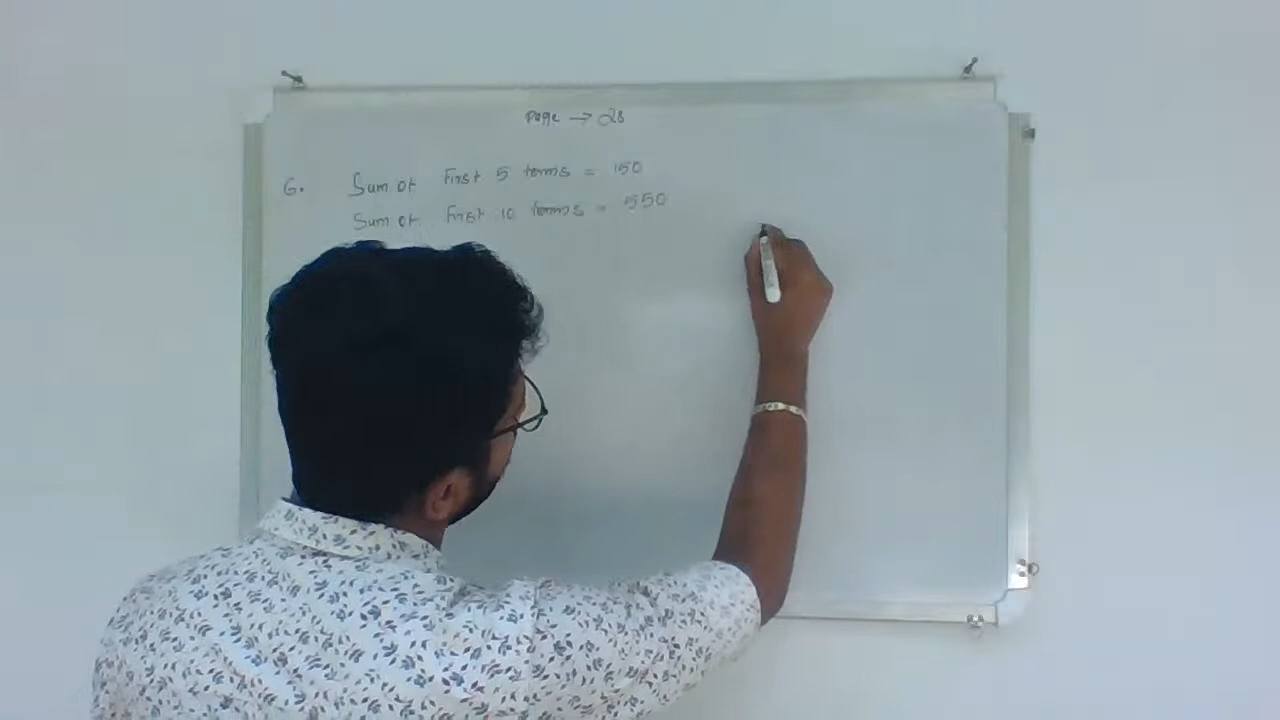 Page → 28
6. Sum of first 5 terms = 150
Sum of first 10 terms = 550